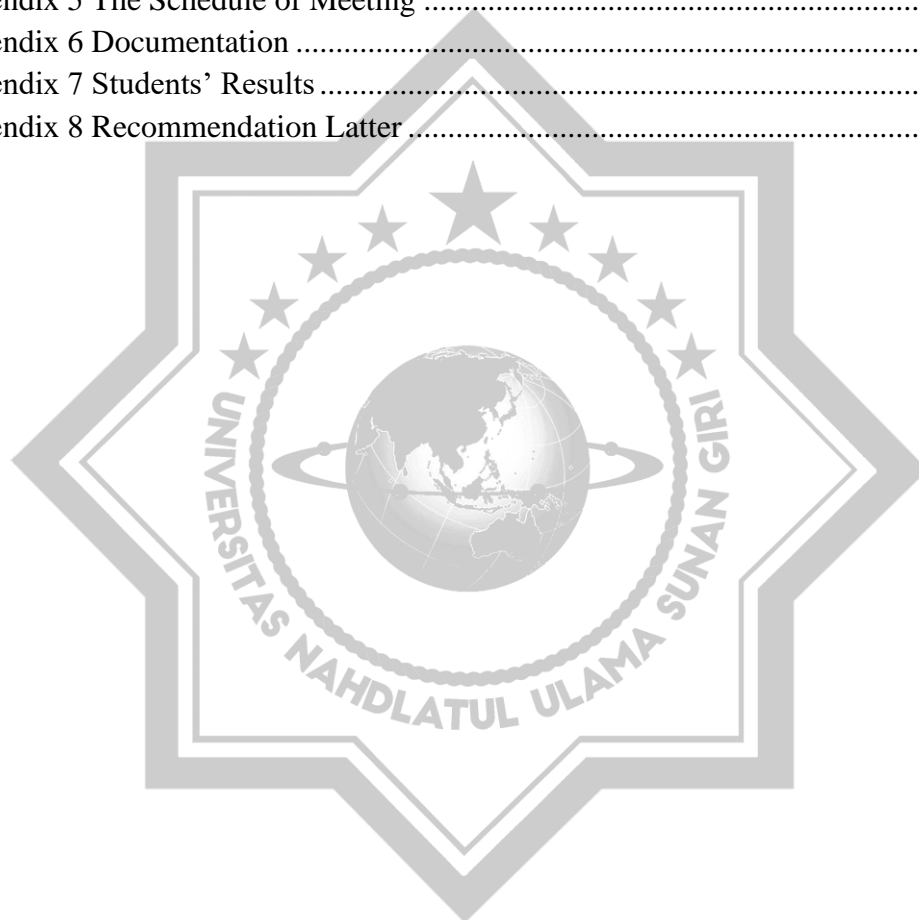 endix 5 The Schedule of Meeting ................................................................
endix 6 Documentation ................................................................................
endix 7 Students’ Results .............................................................................
endix 8 Recommendation Latter ..................................................................
UNIVERSITAS NAHDLATUL ULAMA SUNAN GIRI